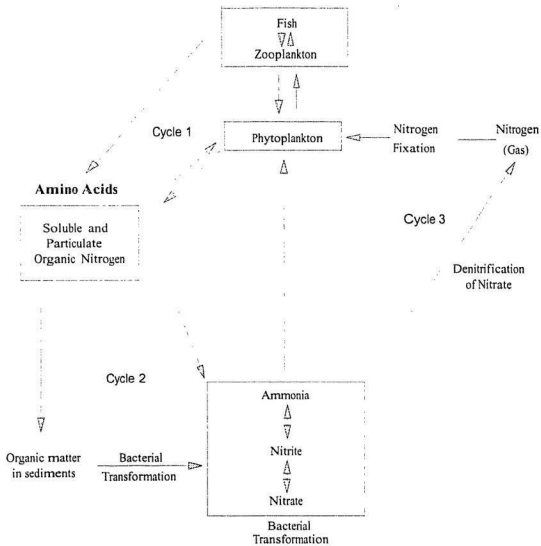 Fish
Zooplankton
Cycle 1
Phytoplankton
Nitrogen
Fixation
Nitrogen
(Gas)
Amino Acids
Soluble and
Particulate
Organic Nitrogen
Cycle 3
Denitrification
of Nitrate
Cycle 2
Ammonia
Nitrite
Nitrate
Organic matter
in sediments
Bacterial
Transformation
Bacterial
Transformation